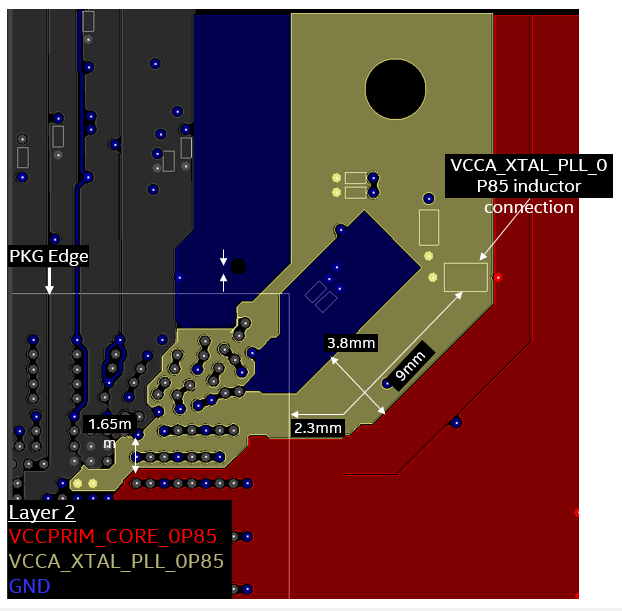 VCCA_XTAL_PLL_0
P85 inductor
connection
PKG Edge
3.8mm
9mm
2.3mm
1.65m
m
Layer 2
VCCPRIM_CORE_0P85
VCCA_XTAL_PLL_0P85
GND